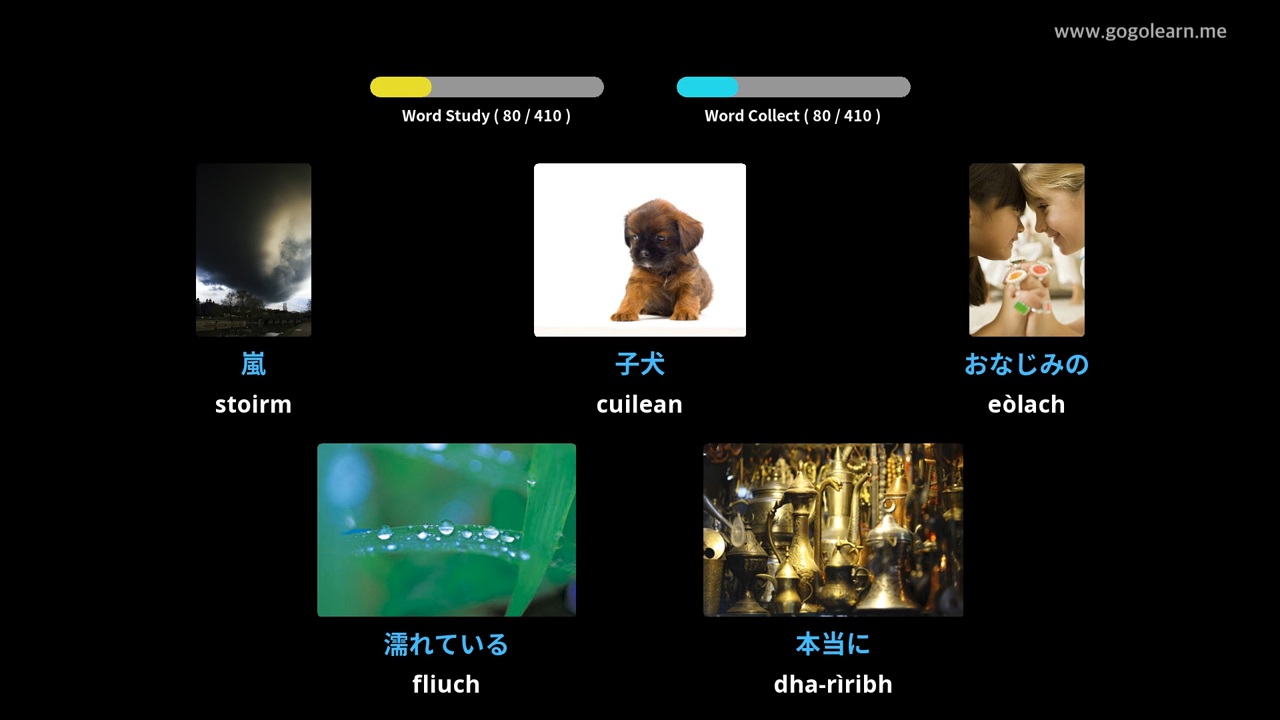 www.gogolearn.me
Word Study ( 80 / 410 )
Word Collect ( 80 / 410 )
嵐
stoirm
子犬
cuilean
おなじみの
eòlach
濡れている
fliuch
本当に
dha-rìribh